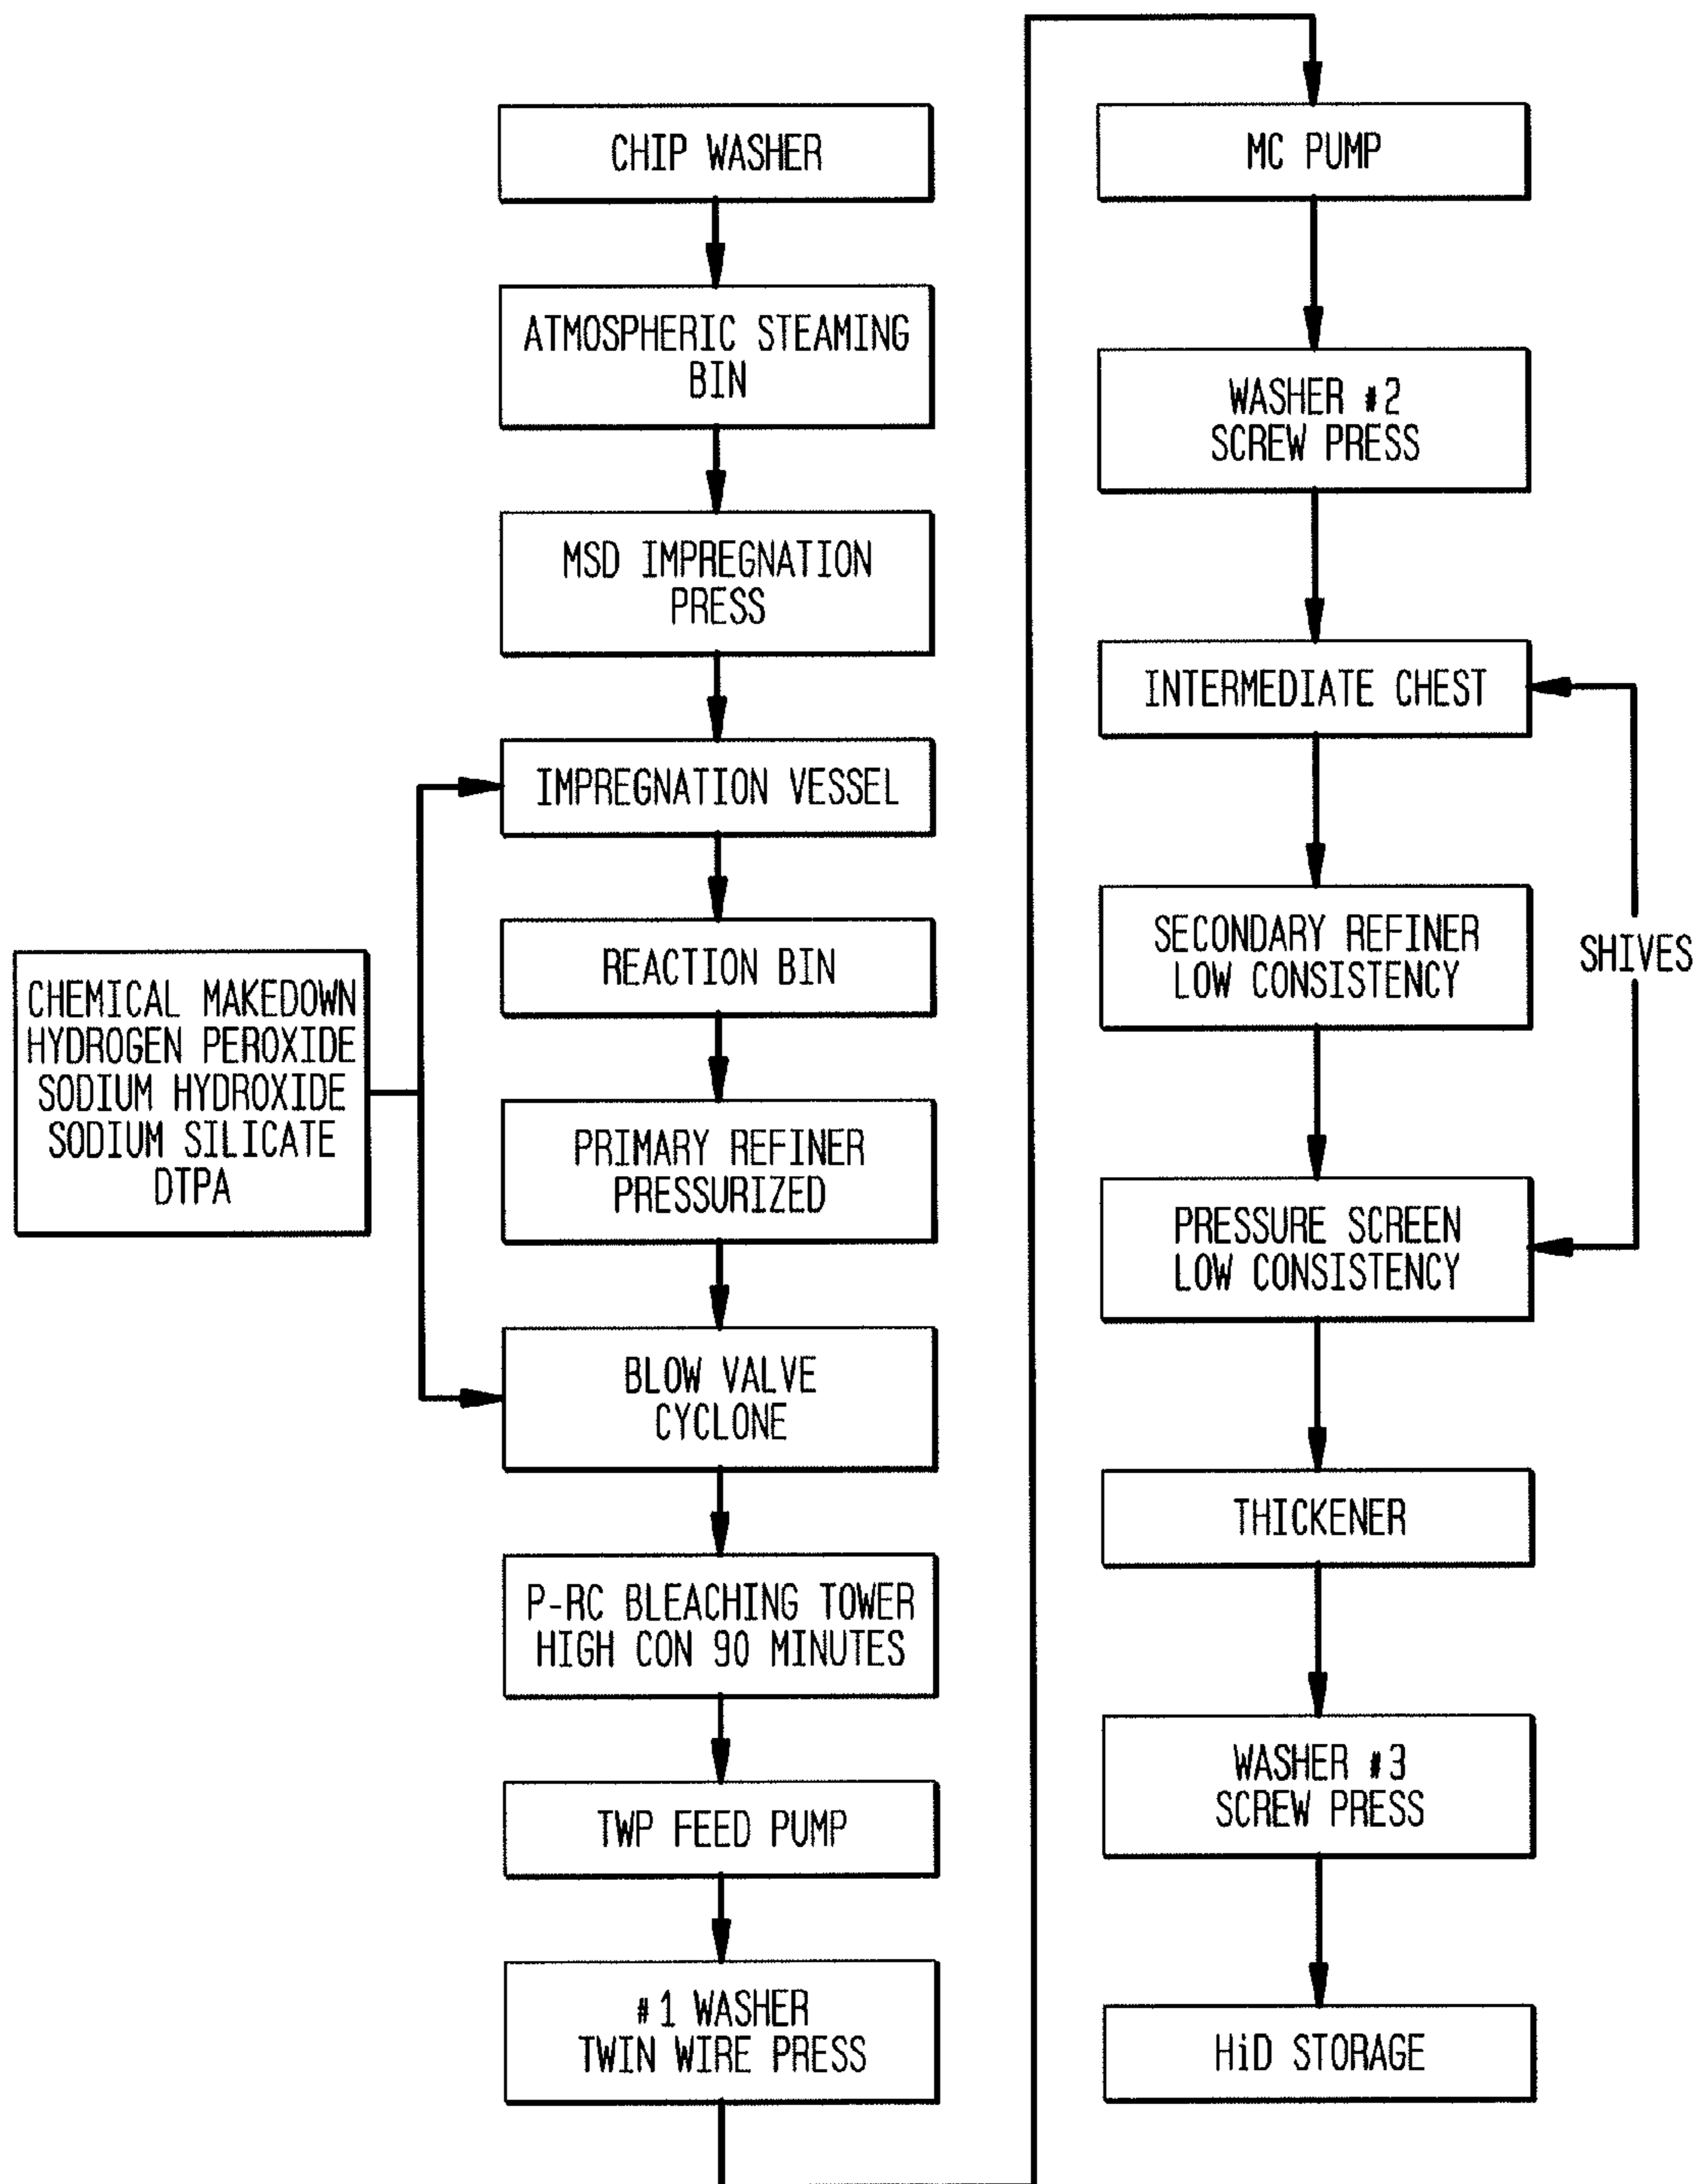 CHIP WASHER
ATMOSPHERIC STEAMING
BIN
MSD IMPREGNATION
PRESS
IMPREGNATION VESSEL
REACTION BIN
CHEMICAL MAKEDOWN
HYDROGEN PEROXIDE
SODIUM HYDROXIDE
SODIUM SILICATE
DTPA
PRIMARY REFINER
PRESSURIZED
BLOW VALVE
CYCLONE
P-RC BLEACHING TOWER
HIGH CON 90 MINUTES
TWP FEED PUMP
#1 WASHER
TWIN WIRE PRESS
MC PUMP
WASHER #2
SCREW PRESS
INTERMEDIATE CHEST
SECONDARY REFINER
LOW CONSISTENCY
SHIVES
PRESSURE SCREEN
LOW CONSISTENCY
THICKENER
WASHER #3
SCREW PRESS
HiD STORAGE